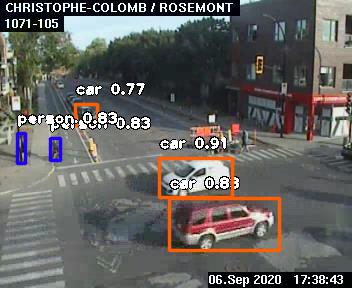 CHRISTOPHE-COLOMB / ROSEMONT
1071-105
car 0.77
person 0.83
person 0.83
car 0.91
car 0.83
06.Sep 2020 17:38:43